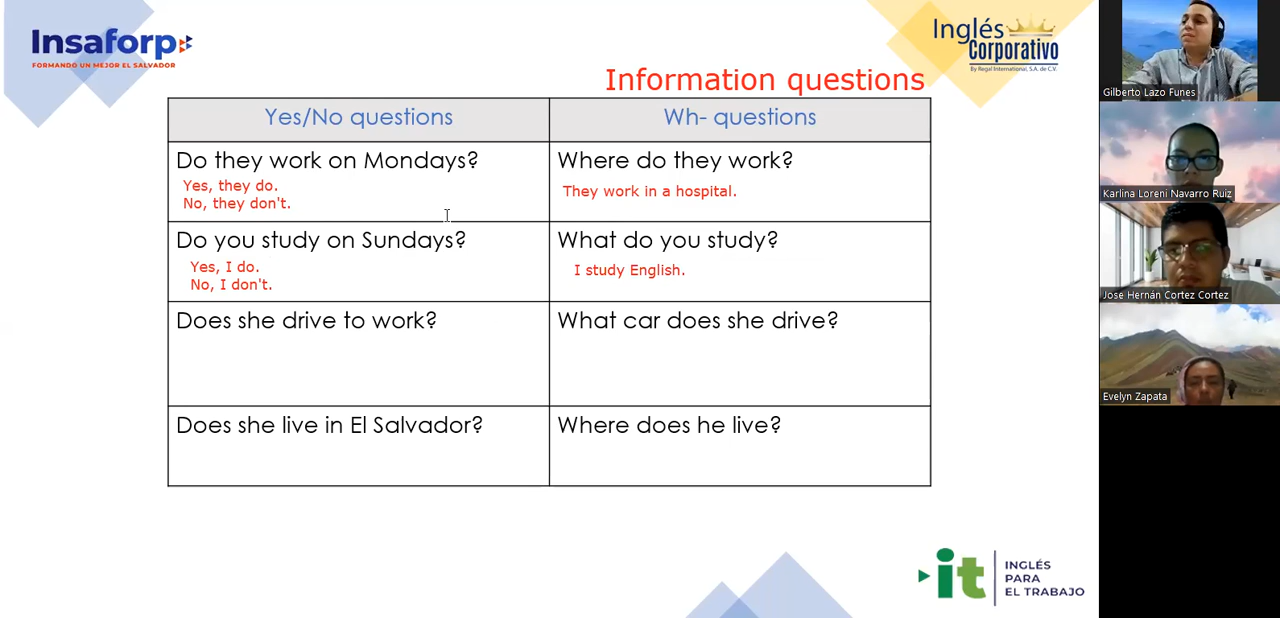 Insaforp
FORMANDO UN MEJOR EL SALVADOR
Inglés
Corporativo
By Regal International, S.A. de C.V.
Information questions
Yes/No questions
Wh- questions
Do they work on Mondays?
Yes, they do.
No, they don't.
Where do they work?
They work in a hospital.
Do you study on Sundays?
Yes, I do.
No, I don't.
What do you study?
I study English.
Does she drive to work?
What car does she drive?
Does she live in El Salvador?
Where does he live?
it
INGLÉS
PARA
EL TRABAJO
Gilberto Lazo Funes
Karlina Loreni Navarro Ruiz
Jose Hernán Cortez Cortez
Evelyn Zapata